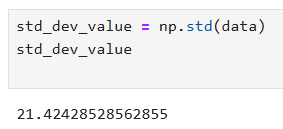 std_dev_value = np.std(data)
std_dev_value
21.42428528562855